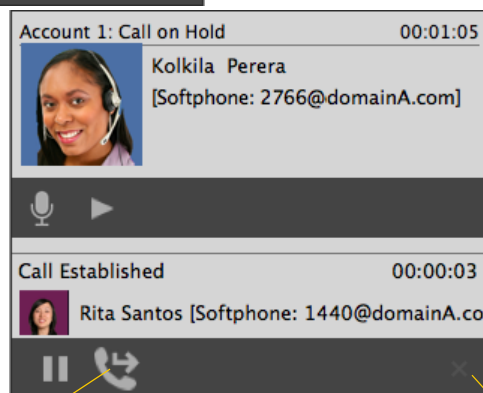 Account 1: Call on Hold 00:01:05
Kolkila Perera
[Softphone: 2766@domainA.com]
Call Established 00:00:03
Rita Santos [Softphone: 1440@domainA.co